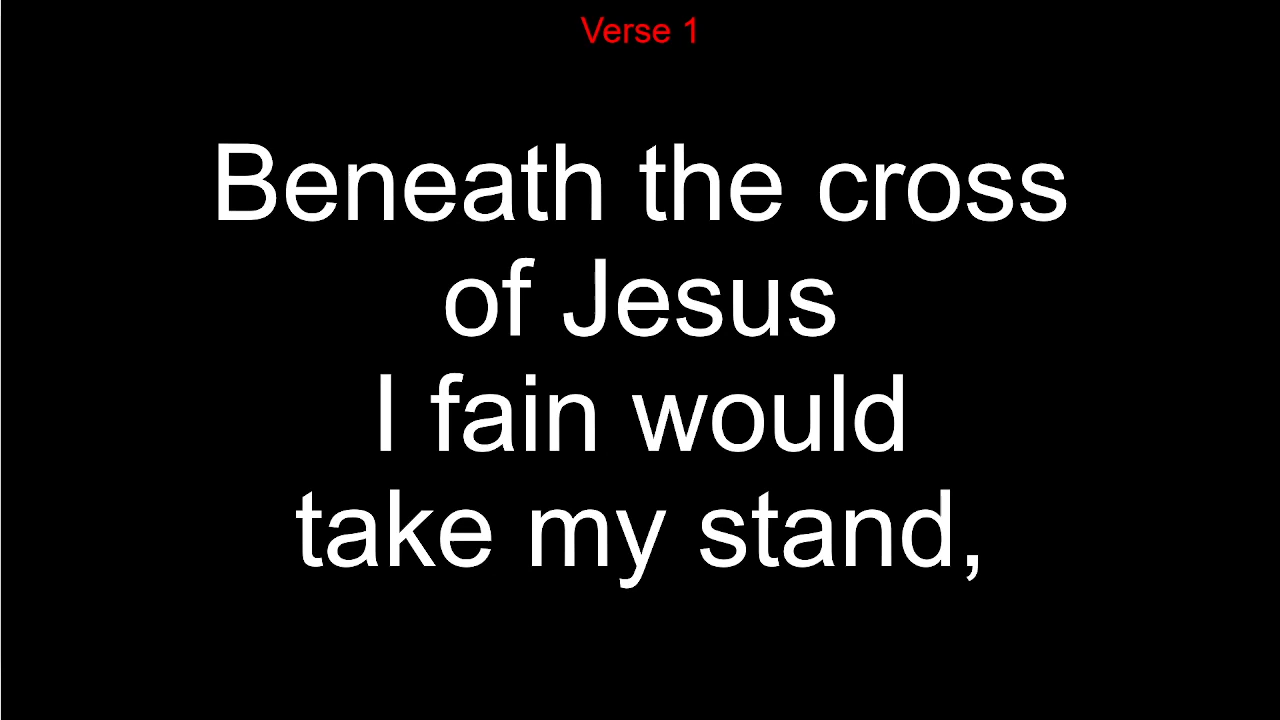 Verse 1
Beneath the cross
of Jesus
I fain would
take my stand,